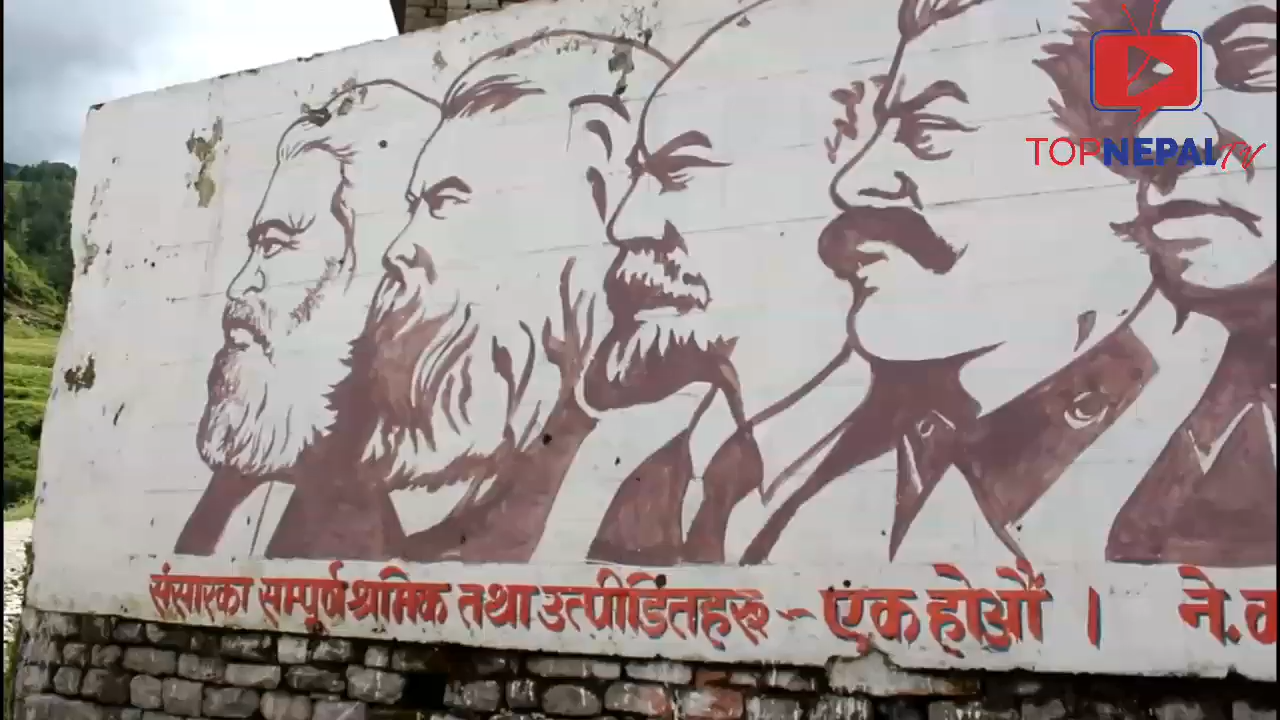 TOPNEPALTV
संसारका सम्पूर्ण श्रमिक तथा उत्पीडितहरू – एक होऔं । ने.क